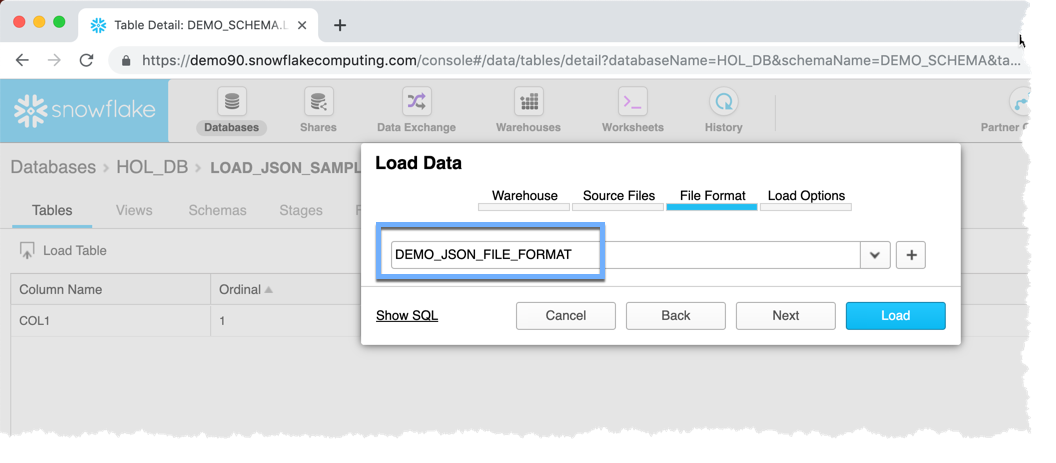 Table Detail: DEMO_SCHEMA.L
https://demo90.snowflakecomputing.com/console#/data/tables/detail?databaseName=HOL_DB&schemaName=DEMO_SCHEMA&ta...
snowflake
Databases
Shares
Data Exchange
Warehouses
Worksheets
History
Partner
Databases > HOL_DB > LOAD_JSON_SAMPL
Tables
Views
Schemas
Stages
Load Table
Column Name
Ordinal
COL1
1
Load Data
Warehouse
Source Files
File Format
Load Options
DEMO_JSON_FILE_FORMAT
Show SQL
Cancel
Back
Next
Load